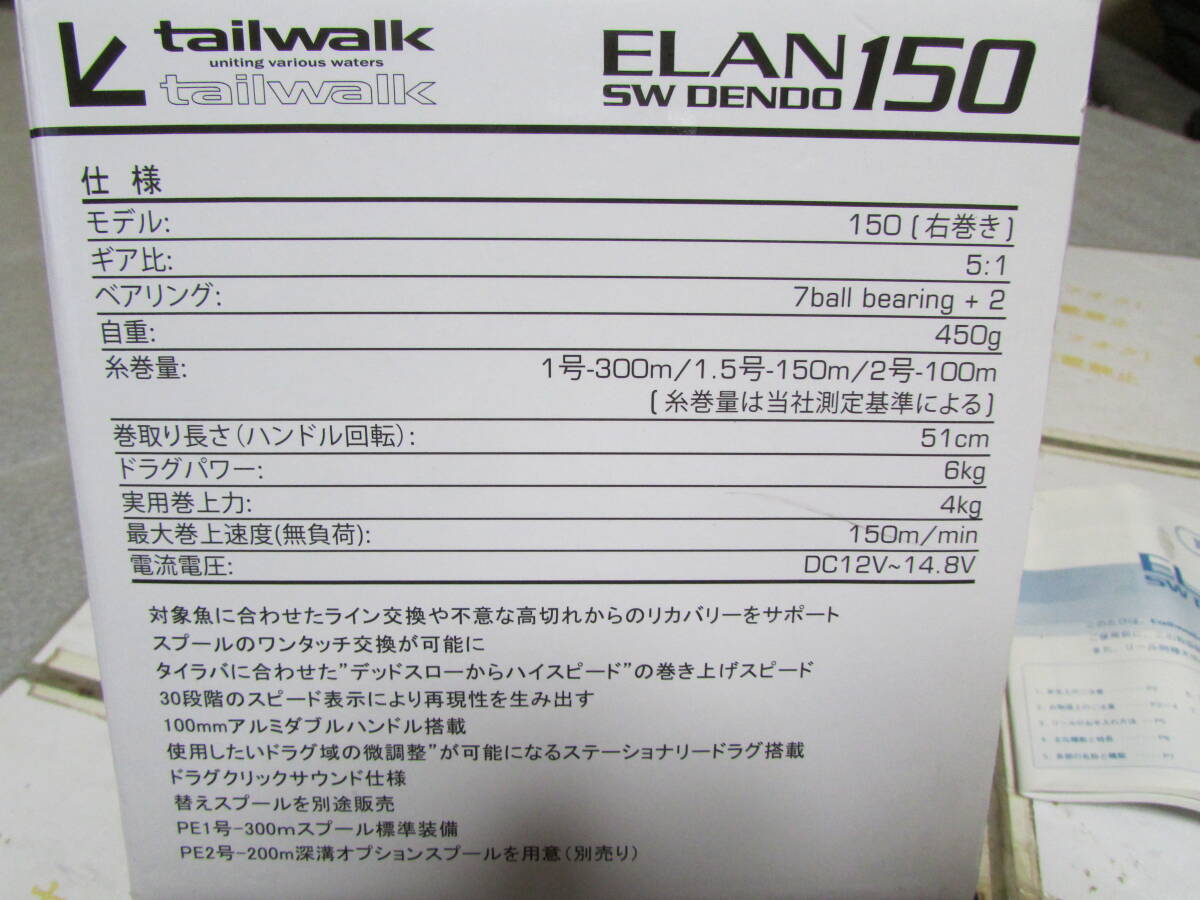 tailwalk
uniting various waters
tailwalk
ELAN
SW DENDO 150
仕 様
モデル: 150 [右巻き]
ギア比: 5:1
ベアリング: 7ball bearing + 2
自重: 450g
糸巻量: 1号-300m/1.5号-150m/2号-100m
[糸巻量は当社測定基準による]
巻取り長さ(ハンドル回転): 51cm
ドラグパワー: 6kg
実用巻上力: 4kg
最大巻上速度(無負荷): 150m/min
電流電圧: DC12V~14.8V
対象魚に合わせたライン交換や不意な高切れからのリカバリーをサポート
スプールのワンタッチ交換が可能に
タイラバに合わせた"デッドスローからハイスピード"の巻き上げスピード
30段階のスピード表示により再現性を生み出す
100mmアルミダブルハンドル搭載
使用したいドラグ域の微調整"が可能になるステーショナリードラグ搭載
ドラグクリックサウンド仕様
替えスプールを別途販売
PE1号-300mスプール標準装備
PE2号-200m深溝オプションスプールを用意(別売り)